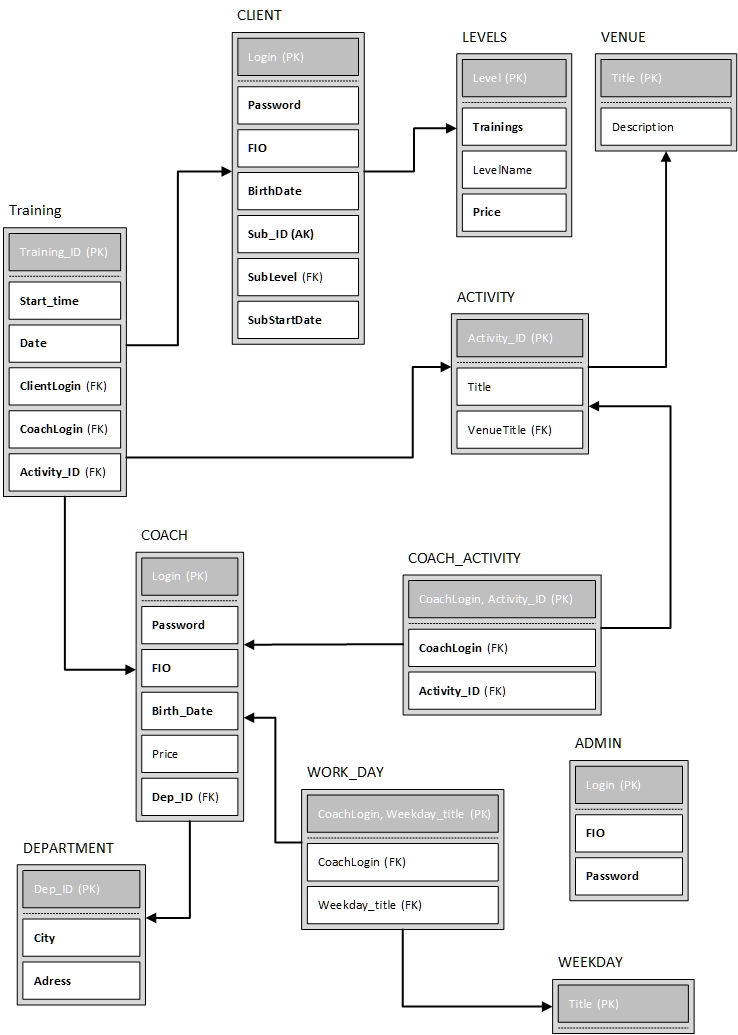 CLIENT
Login (PK)
Password
FIO
BirthDate
Sub_ID (AK)
SubLevel (FK)
SubStartDate
LEVELS
Level (PK)
Trainings
LevelName
Price
VENUE
Title (PK)
Description
Training
Training_ID (PK)
Start_time
Date
ClientLogin (FK)
CoachLogin (FK)
Activity_ID (FK)
ACTIVITY
Activity_ID (PK)
Title
VenueTitle (FK)
COACH
Login (PK)
Password
FIO
Birth_Date
Price
Dep_ID (FK)
COACH_ACTIVITY
CoachLogin, Activity_ID (PK)
CoachLogin (FK)
Activity_ID (FK)
ADMIN
Login (PK)
FIO
Password
WORK_DAY
CoachLogin, Weekday_title (PK)
CoachLogin (FK)
Weekday_title (FK)
DEPARTMENT
Dep_ID (PK)
City
Adress
WEEKDAY
Title (PK)